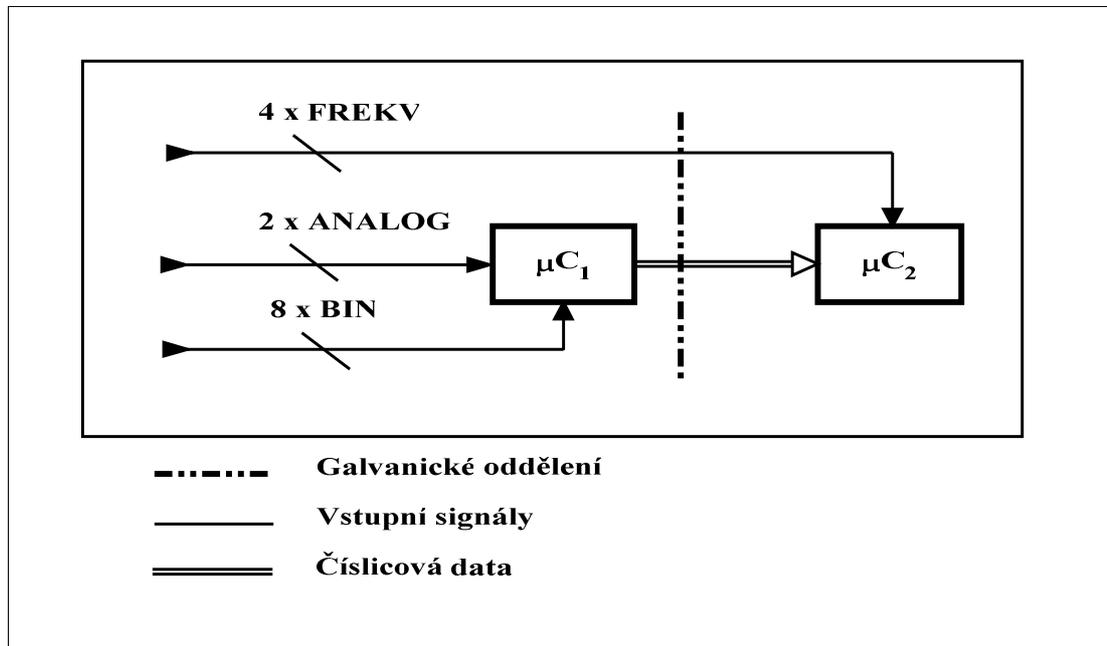 4 x FREKV
2 x ANALOG
μC1 μC2
8 x BIN
Galvanické oddělení
Vstupní signály
Číslicová data